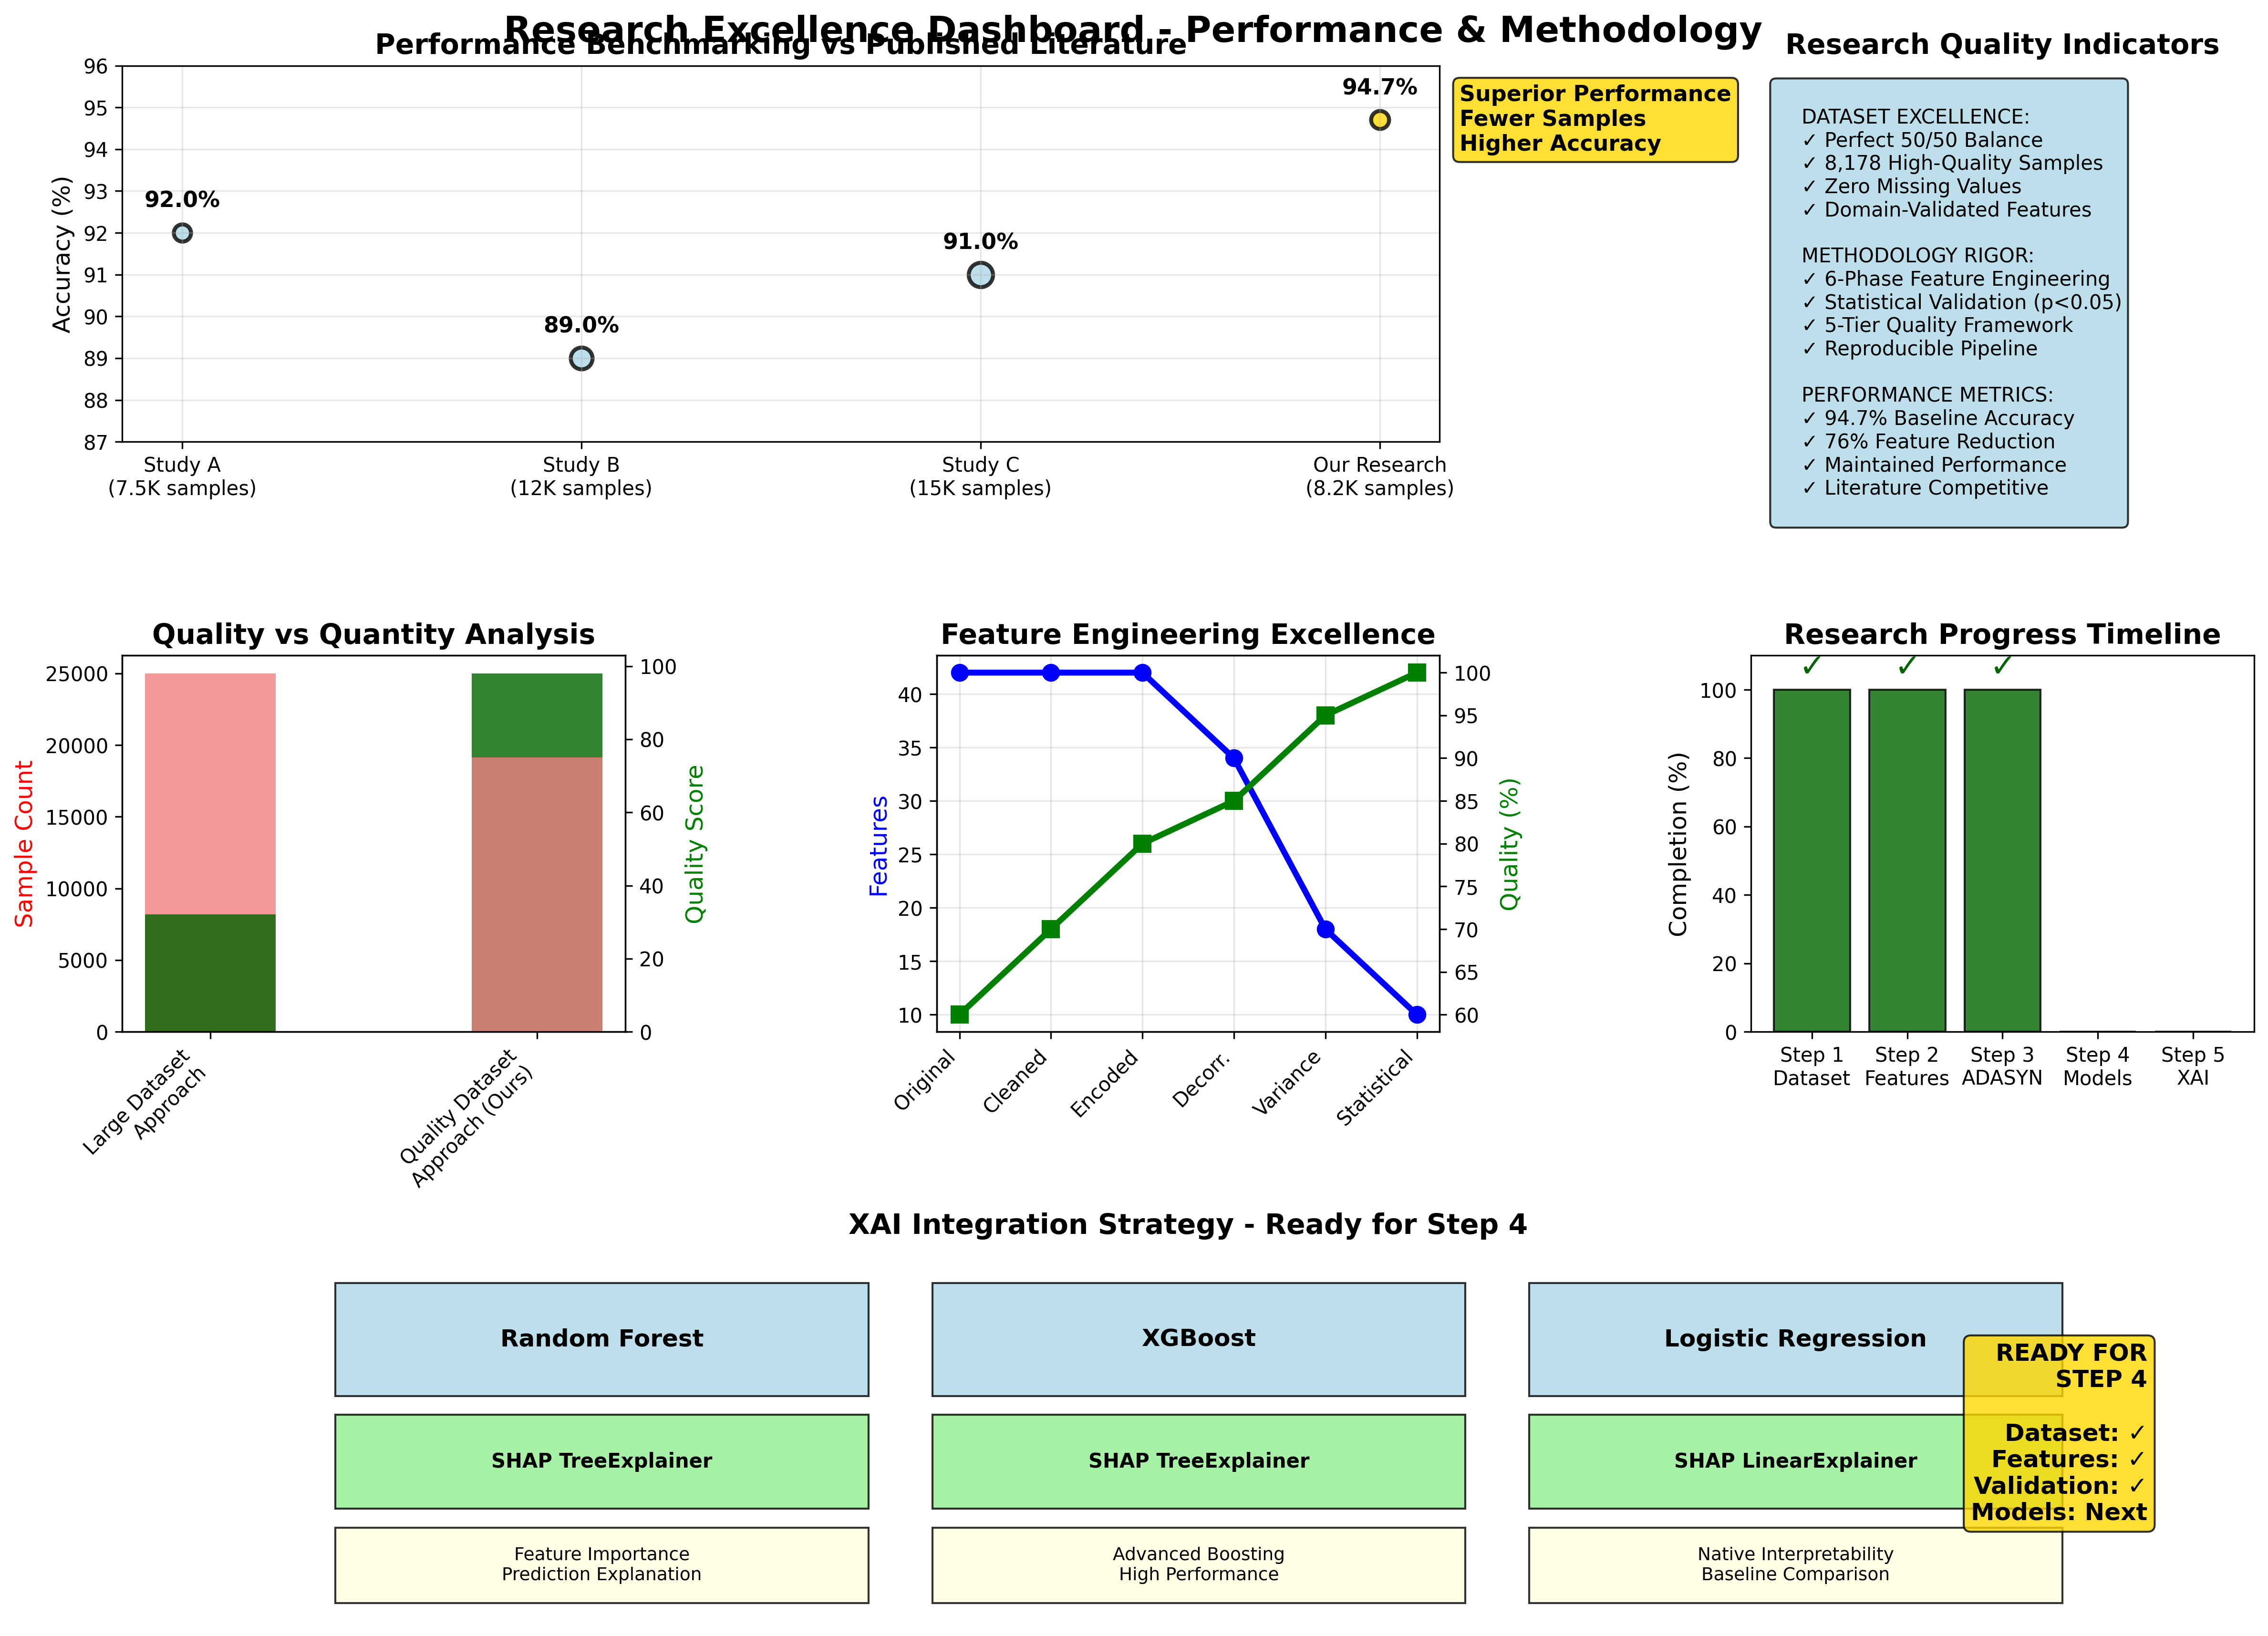 Research Excellence Dashboard - Performance & Methodology
Performance Benchmarking vs Published Literature
Accuracy (%)
96
95
94
93
92
91
90
89
88
87
92.0%
89.0%
91.0%
94.7%
Study A
(7.5K samples)
Study B
(12K samples)
Study C
(15K samples)
Our Research
(8.2K samples)
Superior Performance
Fewer Samples
Higher Accuracy
Research Quality Indicators
DATASET EXCELLENCE:
✓ Perfect 50/50 Balance
✓ 8,178 High-Quality Samples
✓ Zero Missing Values
✓ Domain-Validated Features
METHODOLOGY RIGOR:
✓ 6-Phase Feature Engineering
✓ Statistical Validation (p<0.05)
✓ 5-Tier Quality Framework
✓ Reproducible Pipeline
PERFORMANCE METRICS:
✓ 94.7% Baseline Accuracy
✓ 76% Feature Reduction
✓ Maintained Performance
✓ Literature Competitive
Quality vs Quantity Analysis
Sample Count
25000
20000
15000
10000
5000
0
100
80
60
40
20
0
Quality Score
Large Dataset
Approach
Quality Dataset
Approach (Ours)
Feature Engineering Excellence
Features
40
35
30
25
20
15
10
100
95
90
85
80
75
70
65
60
Quality (%)
Original
Cleaned
Encoded
Decorr.
Variance
Statistical
Research Progress Timeline
Completion (%)
100
80
60
40
20
0
✓ ✓ ✓
Step 1
Dataset
Step 2
Features
Step 3
ADASYN
Step 4
Models
Step 5
XAI
XAI Integration Strategy - Ready for Step 4
Random Forest
XGBoost
Logistic Regression
SHAP TreeExplainer
SHAP TreeExplainer
SHAP LinearExplainer
Feature Importance
Prediction Explanation
Advanced Boosting
High Performance
Native Interpretability
Baseline Comparison
READY FOR
STEP 4
Dataset: ✓
Features: ✓
Validation: ✓
Models: Next